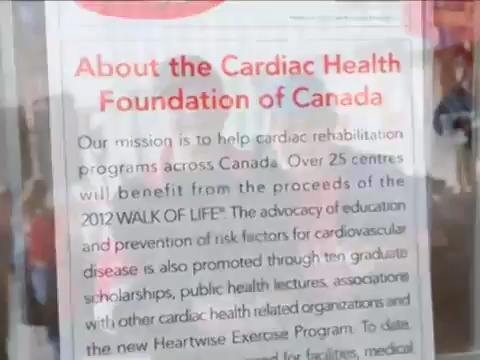 About the Cardiac Health
Foundation of Canada
Our mission is to help cardiac rehabilitation
programs across Canada. Over 25 centres
will benefit from the proceeds of the
2012 WALK OF LIFE®. The advocacy of education
and prevention of risk factors for cardiovascular
disease is also promoted through ten graduate
scholarships, public health lectures, associations
with other cardiac health related organizations and
the new Heartwise Exercise Program. To date,
for facilities, medical